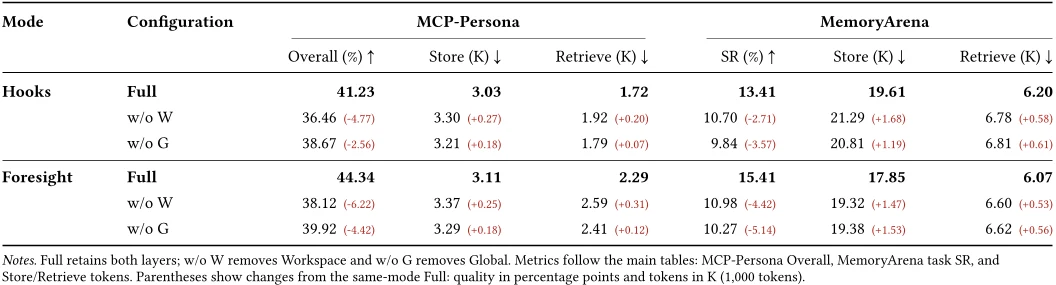 Mode Configuration MCP-Persona MemoryArena
Overall (%) ↑ Store (K) ↓ Retrieve (K) ↓ SR (%) ↑ Store (K) ↓ Retrieve (K) ↓
Hooks Full 41.23 3.03 1.72 13.41 19.61 6.20
w/o W 36.46 (-4.77) 3.30 (+0.27) 1.92 (+0.20) 10.70 (-2.71) 21.29 (+1.68) 6.78 (+0.58)
w/o G 38.67 (-2.56) 3.21 (+0.18) 1.79 (+0.07) 9.84 (-3.57) 20.81 (+1.19) 6.81 (+0.61)
Foresight Full 44.34 3.11 2.29 15.41 17.85 6.07
w/o W 38.12 (-6.22) 3.37 (+0.25) 2.59 (+0.31) 10.98 (-4.42) 19.32 (+1.47) 6.60 (+0.53)
w/o G 39.92 (-4.42) 3.29 (+0.18) 2.41 (+0.12) 10.27 (-5.14) 19.38 (+1.53) 6.62 (+0.56)
Notes. Full retains both layers; w/o W removes Workspace and w/o G removes Global. Metrics follow the main tables: MCP-Persona Overall, MemoryArena task SR, and
Store/Retrieve tokens. Parentheses show changes from the same-mode Full: quality in percentage points and tokens in K (1,000 tokens).